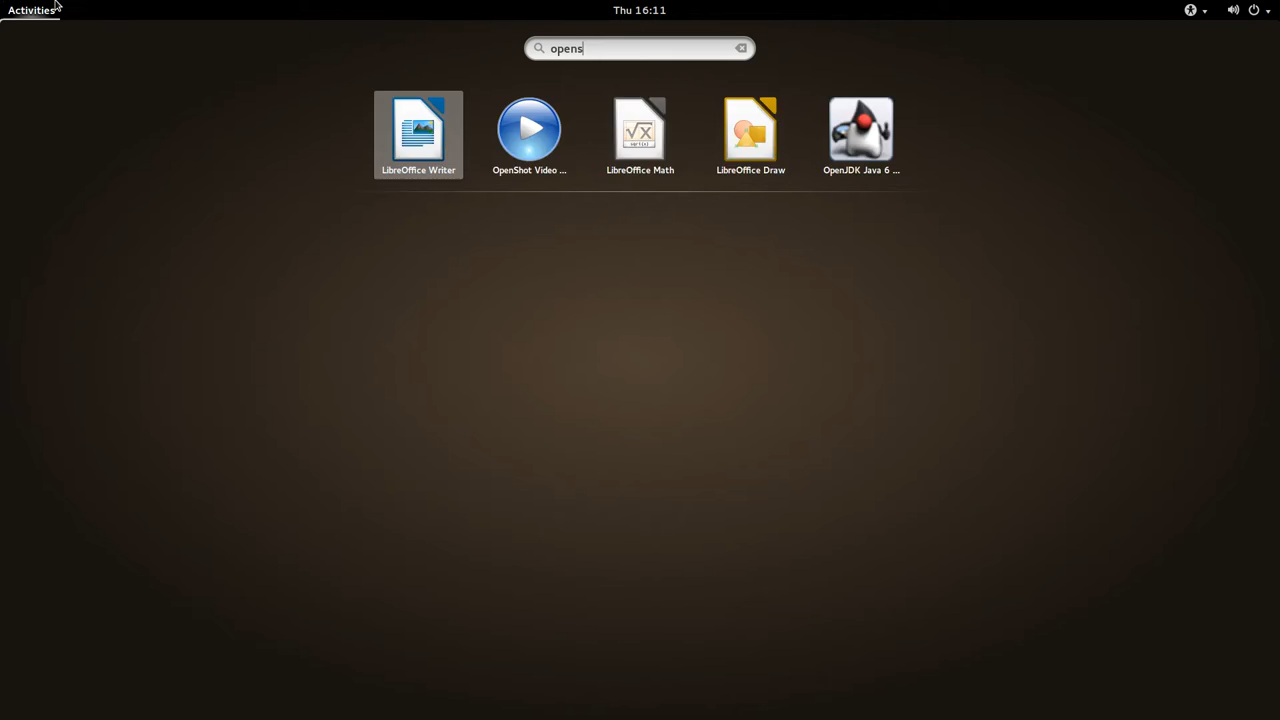 Activities
Thu 16:11
opens
LibreOffice Writer
OpenShot Video ...
LibreOffice Math
LibreOffice Draw
OpenJDK Java 6 ...